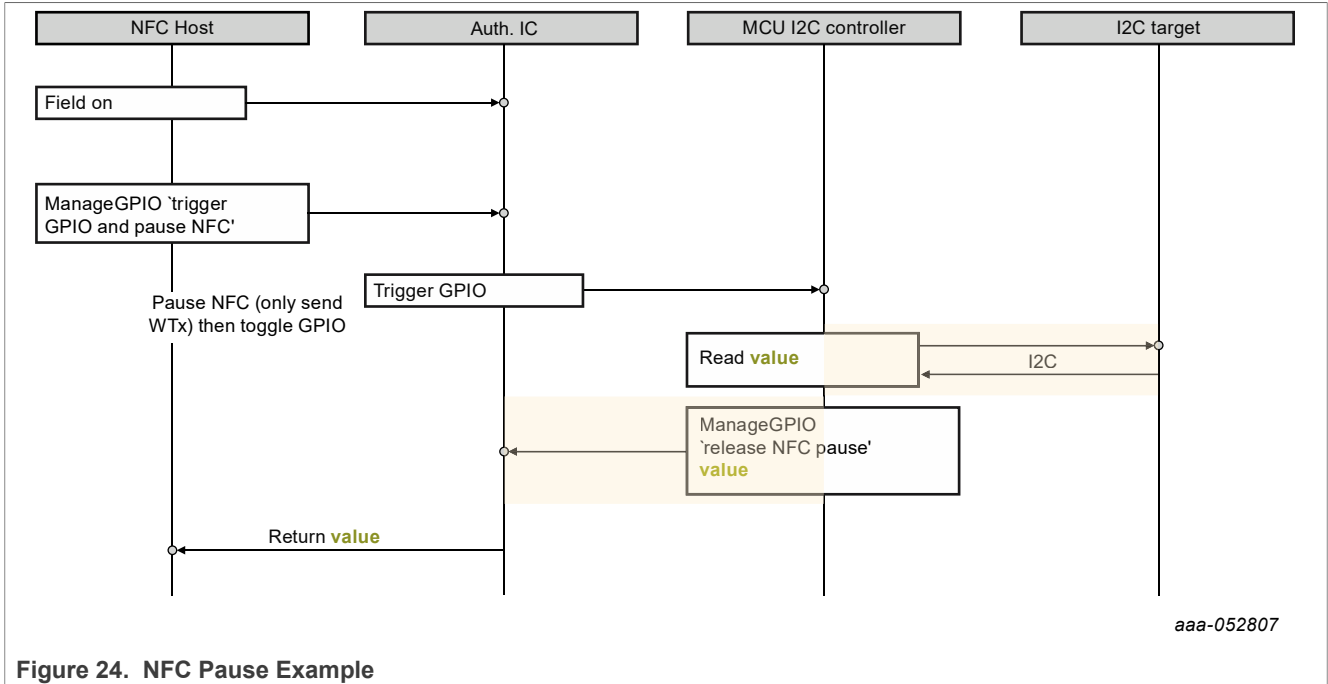 NFC Host
Auth. IC
MCU I2C controller
I2C target
Field on
ManageGPIO `trigger
GPIO and pause NFC'
Pause NFC (only send
WTx) then toggle GPIO
Trigger GPIO
Read value
I2C
ManageGPIO
`release NFC pause'
value
Return value
aaa-052807
Figure 24. NFC Pause Example